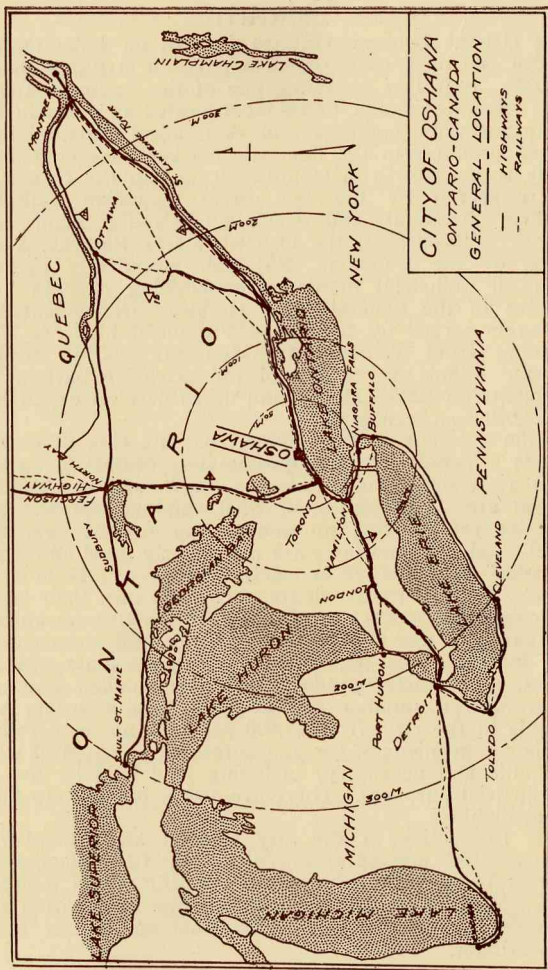 CITY OF OSHAWA
ONTARIO-CANADA
GENERAL LOCATION
— HIGHWAYS
-- RAILWAYS
LAKE CHAMPLAIN
MONTREAL
ST. LAWRENCE RIVER
300 M.
200 M.
100 M.
50 M.
OTTAWA
QUEBEC
NEW YORK
ONTARIO
LAKE ONTARIO
OSHAWA
NIAGARA FALLS
BUFFALO
PENNSYLVANIA
NORTH BAY
FERGUSON
HIGHWAY
SUDBURY
TORONTO
HAMILTON
LONDON
GEORGIAN BAY
LAKE ERIE
CLEVELAND
LAKE HURON
200 M
SAULT ST. MARIE
PORT HURON
DETROIT
TOLEDO
300 M.
MICHIGAN
LAKE SUPERIOR
LAKE MICHIGAN